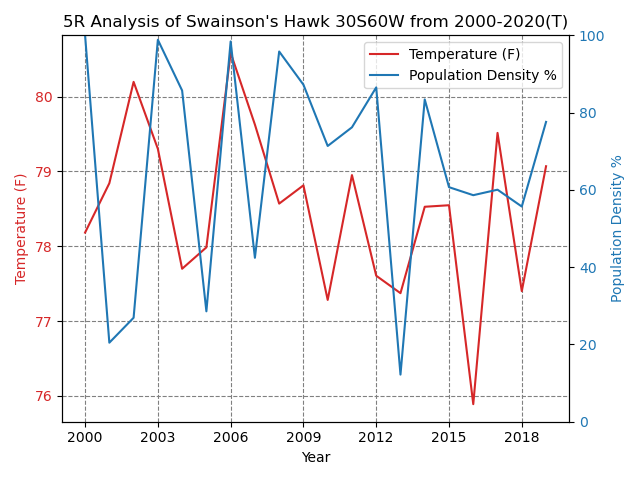 5R Analysis of Swainson's Hawk 30S60W from 2000-2020(T)
Temperature (F)
Population Density %
80
79
78
77
76
Temperature (F)
100
80
60
40
20
0
Population Density %
2000 2003 2006 2009 2012 2015 2018
Year